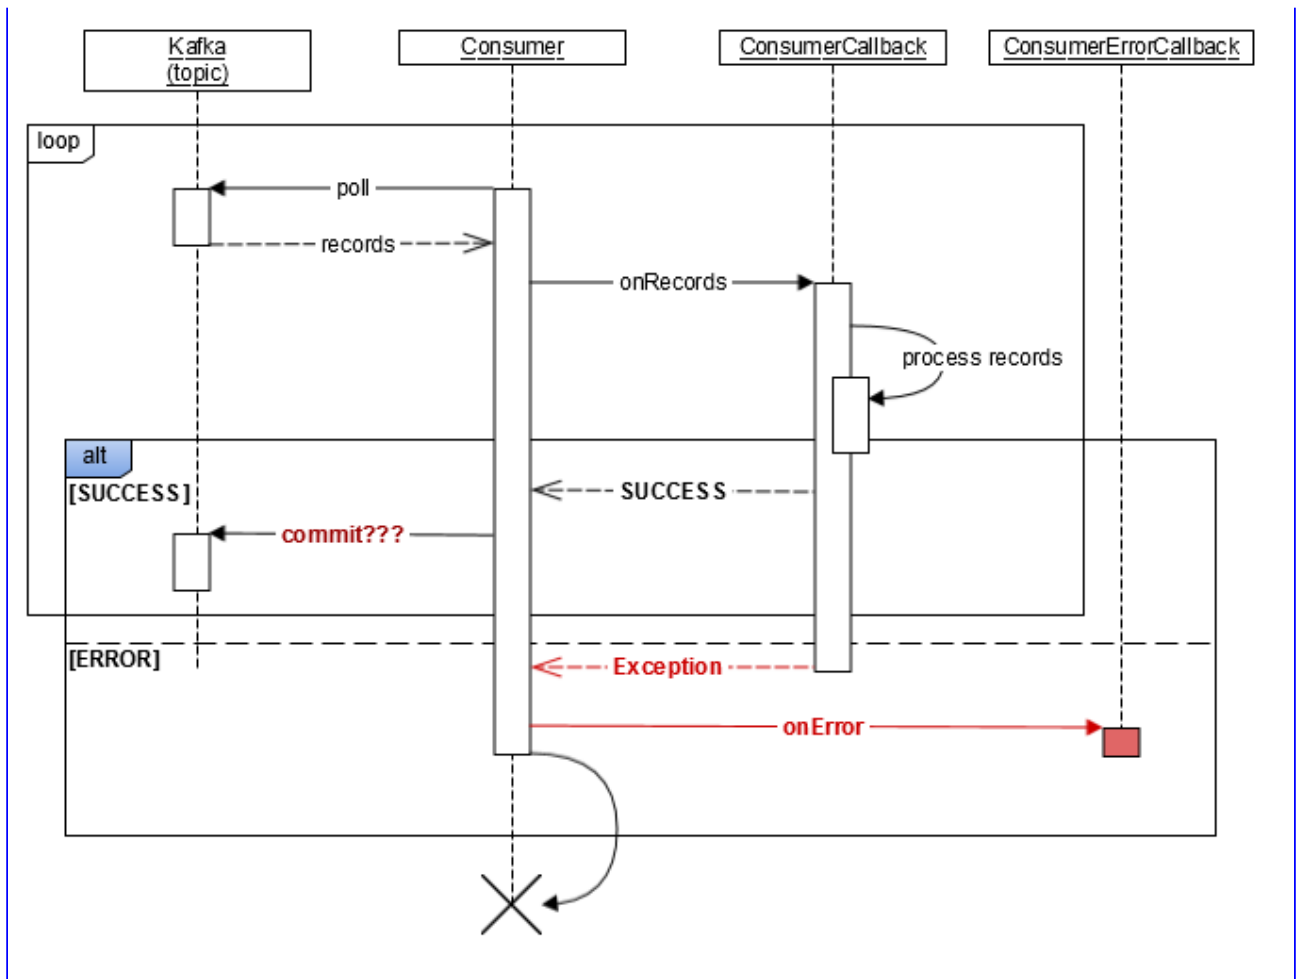 Kafka
(topic)
Consumer
ConsumerCallback
ConsumerErrorCallback
loop
poll
records
onRecords
process records
alt
[SUCCESS]
SUCCESS
commit???
[ERROR]
Exception
onError